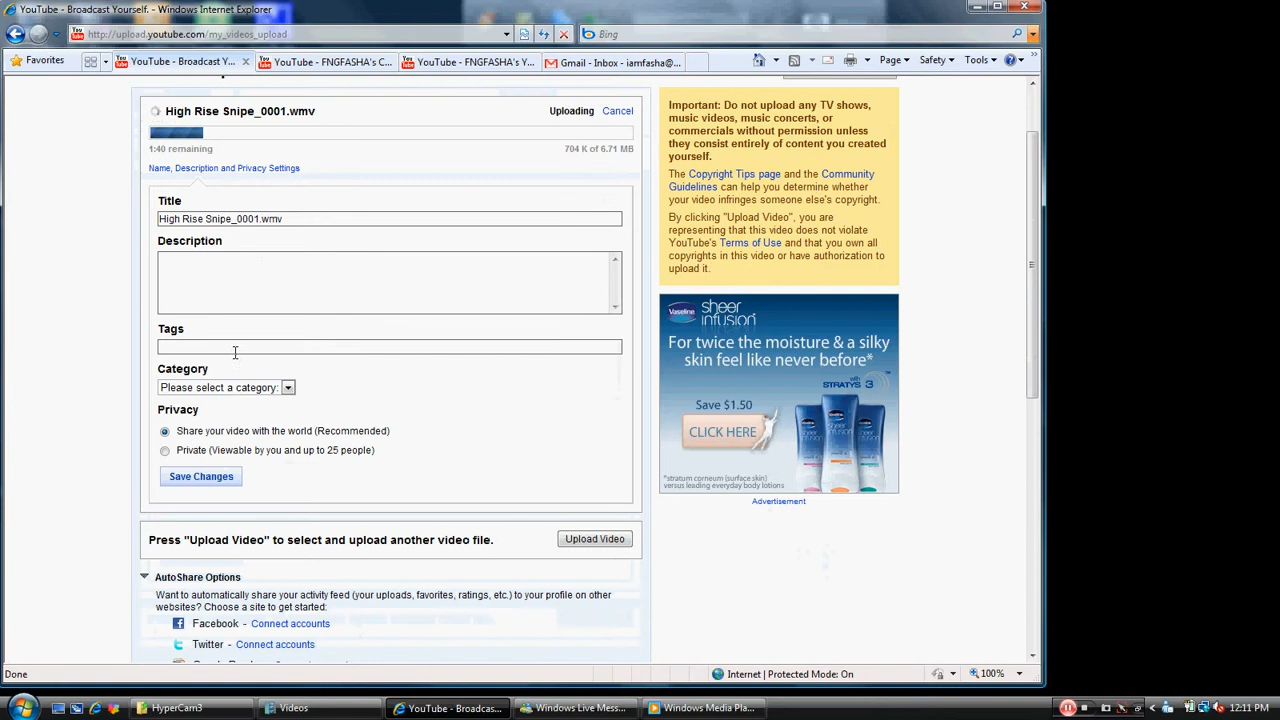 YouTube - Broadcast Yourself. - Windows Internet Explorer
http://upload.youtube.com/my_videos_upload
Bing
Favorites
YouTube - Broadcast Y...
YouTube - FNGFASHA's C...
YouTube - FNGFASHA's Y...
Gmail - Inbox - iamfasha@...
Page
Safety
Tools
High Rise Snipe_0001.wmv
Uploading
Cancel
1:40 remaining
704 K of 6.71 MB
Name, Description and Privacy Settings
Title
High Rise Snipe_0001.wmv
Description
Tags
Category
Please select a category:
Privacy
Share your video with the world (Recommended)
Private (Viewable by you and up to 25 people)
Save Changes
Press "Upload Video" to select and upload another video file.
Upload Video
AutoShare Options
Want to automatically share your activity feed (your uploads, favorites, ratings, etc.) to your profile on other
websites? Choose a site to get started:
Facebook - Connect accounts
Twitter - Connect accounts
Important: Do not upload any TV shows,
music videos, music concerts, or
commercials without permission unless
they consist entirely of content you created
yourself.
The Copyright Tips page and the Community
Guidelines can help you determine whether
your video infringes someone else's copyright.
By clicking "Upload Video", you are
representing that this video does not violate
YouTube's Terms of Use and that you own all
copyrights in this video or have authorization to
upload it.
Vaseline
sheer
infusion
For twice the moisture & a silky
skin feel like never before*
with
STRATYS 3
Save $1.50
CLICK HERE
*stratum corneum (surface skin)
versus leading everyday body lotions
Advertisement
Done
Internet | Protected Mode: On
100%
HyperCam3
Videos
YouTube - Broadcas...
Windows Live Mess...
Windows Media Pla...
12:11 PM